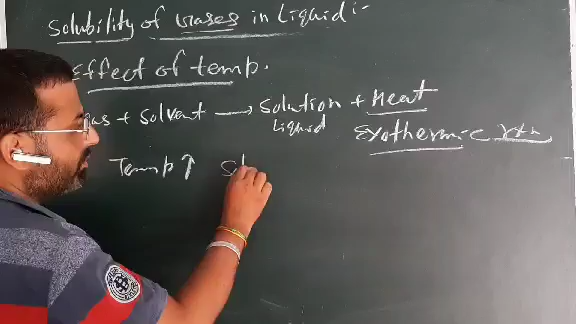 Solubility of Gases in Liquid:-
Effect of temp.
Gas + Solvent → Solution + Heat
Liquid
Exothermic rxn
Temp ↑